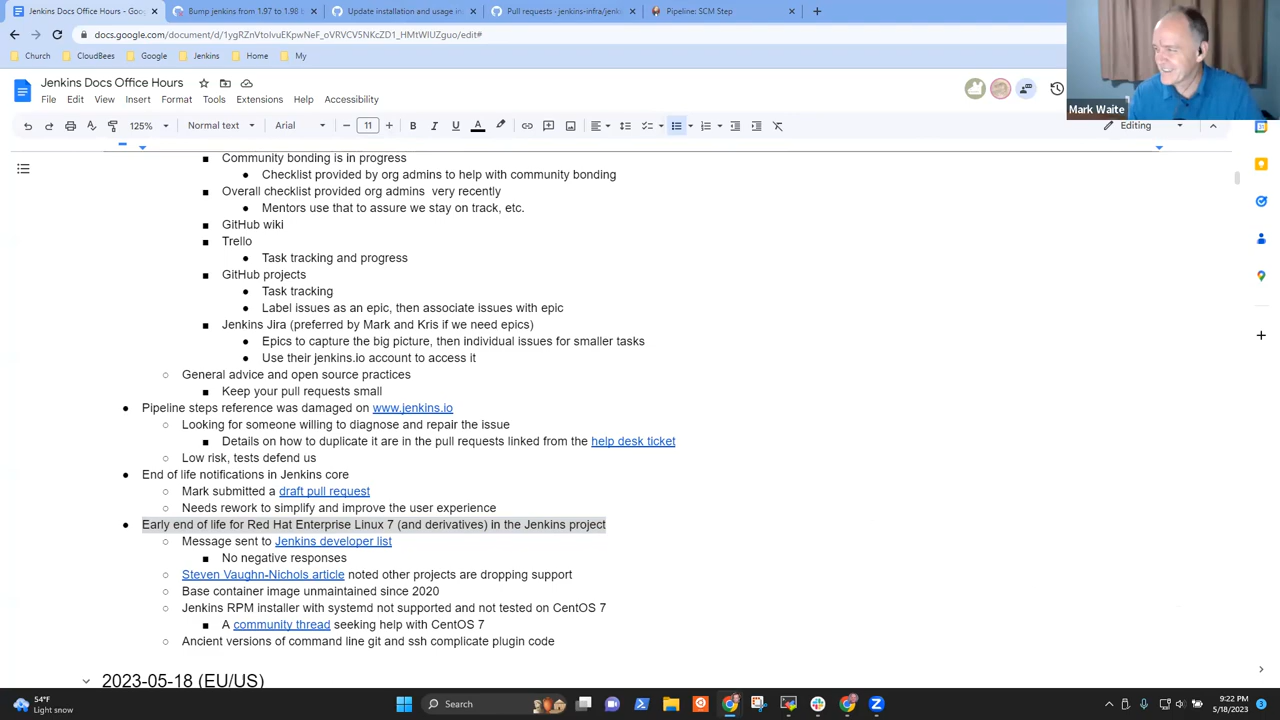 Jenkins Docs Office Hours - Goo
Bump jenkins from 1.97 to 1.98 b
Update installation and usage in
Pull requests · jenkins-infra/jenk
Pipeline: SCM Step
docs.google.com/document/d/1ygRZnVtoIvuEKpwNeF_oVRVCV5NKcZD1_HMtWIUZguo/edit#
Church
CloudBees
Google
Jenkins
Home
My
Mark Waite
Jenkins Docs Office Hours
File Edit View Insert Format Tools Extensions Help Accessibility
125%
Normal text
Arial
11
Editing
Community bonding is in progress
Checklist provided by org admins to help with community bonding
Overall checklist provided org admins very recently
Mentors use that to assure we stay on track, etc.
GitHub wiki
Trello
Task tracking and progress
GitHub projects
Task tracking
Label issues as an epic, then associate issues with epic
Jenkins Jira (preferred by Mark and Kris if we need epics)
Epics to capture the big picture, then individual issues for smaller tasks
Use their jenkins.io account to access it
General advice and open source practices
Keep your pull requests small
Pipeline steps reference was damaged on www.jenkins.io
Looking for someone willing to diagnose and repair the issue
Details on how to duplicate it are in the pull requests linked from the help desk ticket
Low risk, tests defend us
End of life notifications in Jenkins core
Mark submitted a draft pull request
Needs rework to simplify and improve the user experience
Early end of life for Red Hat Enterprise Linux 7 (and derivatives) in the Jenkins project
Message sent to Jenkins developer list
No negative responses
Steven Vaughn-Nichols article noted other projects are dropping support
Base container image unmaintained since 2020
Jenkins RPM installer with systemd not supported and not tested on CentOS 7
A community thread seeking help with CentOS 7
Ancient versions of command line git and ssh complicate plugin code
2023-05-18 (EU/US)
54°F
Light snow
Search
9:22 PM
5/18/2023